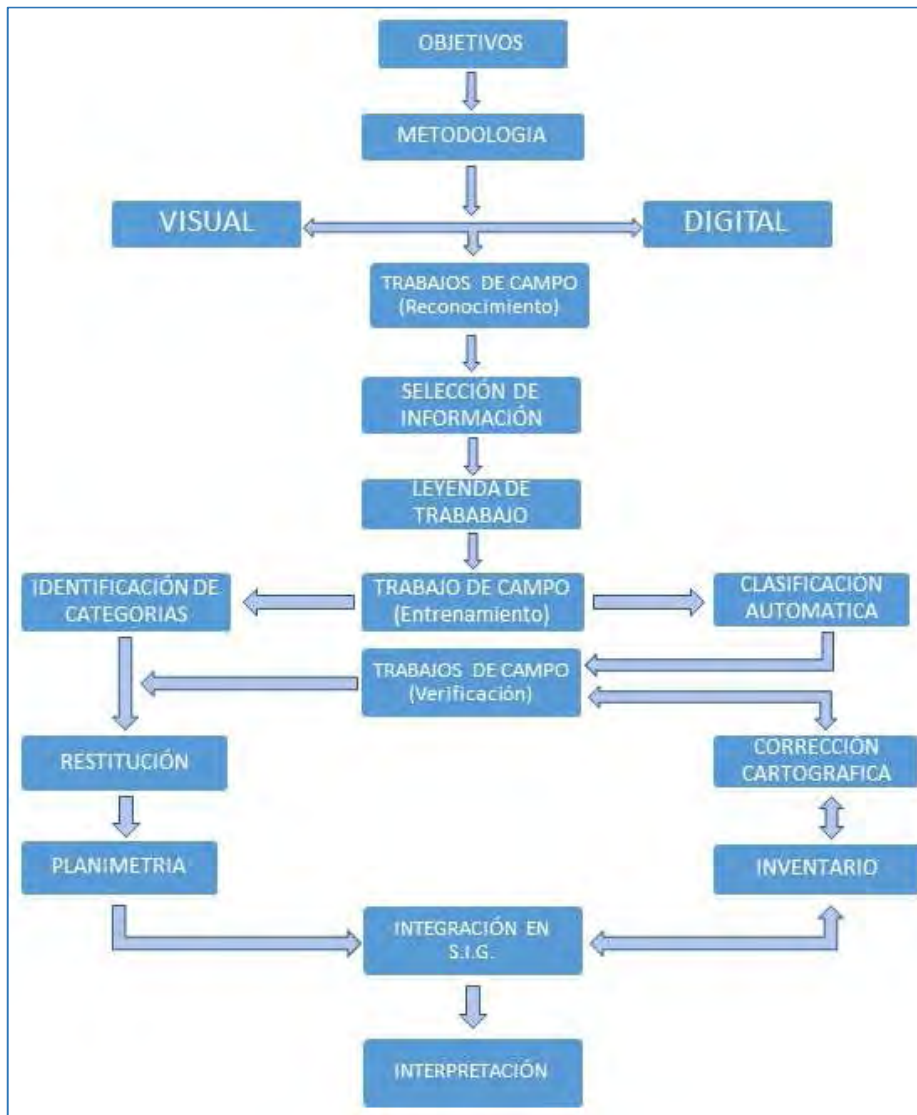 OBJETIVOS
METODOLOGIA
VISUAL
DIGITAL
TRABAJOS DE CAMPO
(Reconocimiento)
SELECCIÓN DE
INFORMACIÓN
LEYENDA DE
TRABABAJO
IDENTIFICACIÓN DE
CATEGORIAS
TRABAJO DE CAMPO
(Entrenamiento)
CLASIFICACIÓN
AUTOMATICA
TRABAJOS DE CAMPO
(Verificación)
RESTITUCIÓN
CORRECCIÓN
CARTOGRAFICA
PLANIMETRIA
INVENTARIO
INTEGRACIÓN EN
S.I.G.
INTERPRETACIÓN